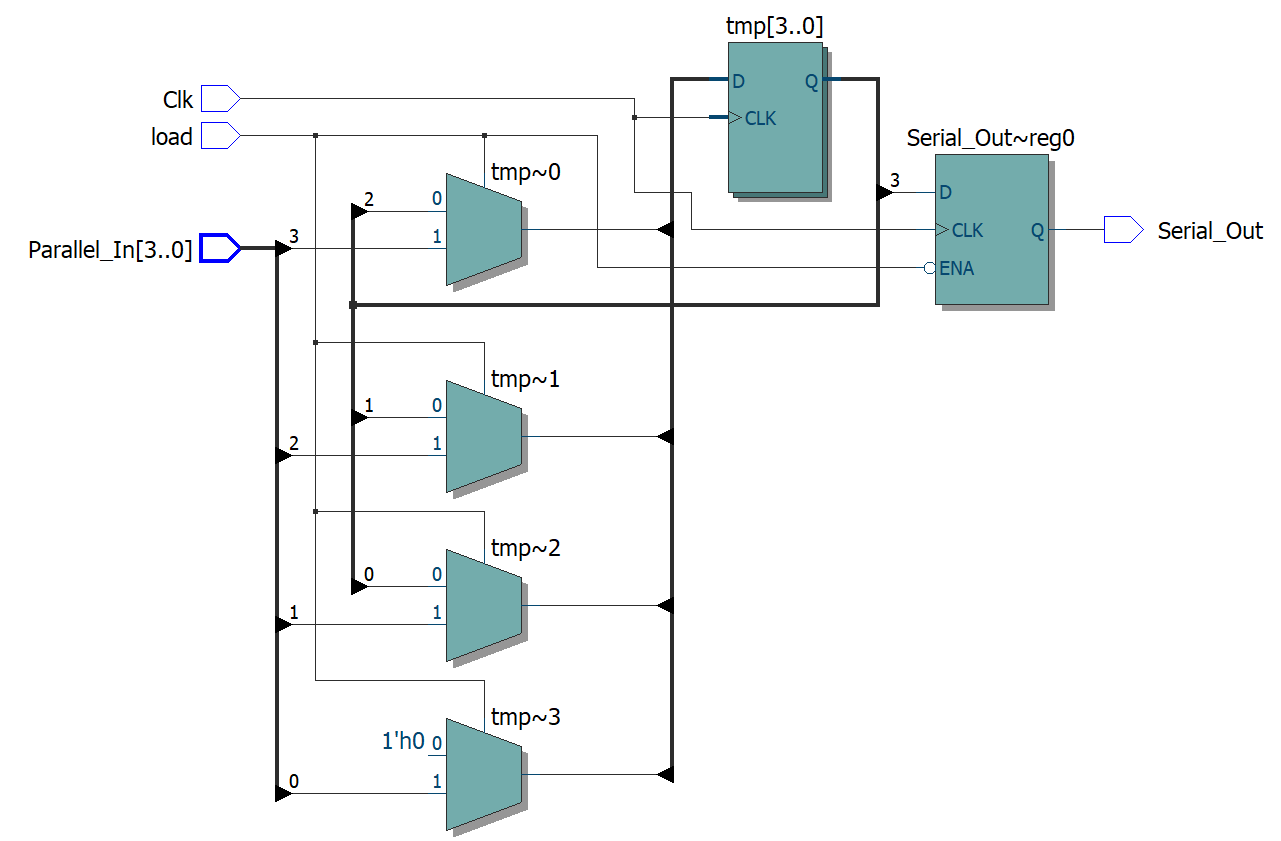 tmp[3..0]
D
Q
CLK
Clk
load
Serial_Out~reg0
3
D
CLK
Q
ENA
Serial_Out
tmp~0
2
0
Parallel_In[3..0]
3
1
tmp~1
1
0
2
1
tmp~2
0
0
1
1
tmp~3
1'h0
0
0
1